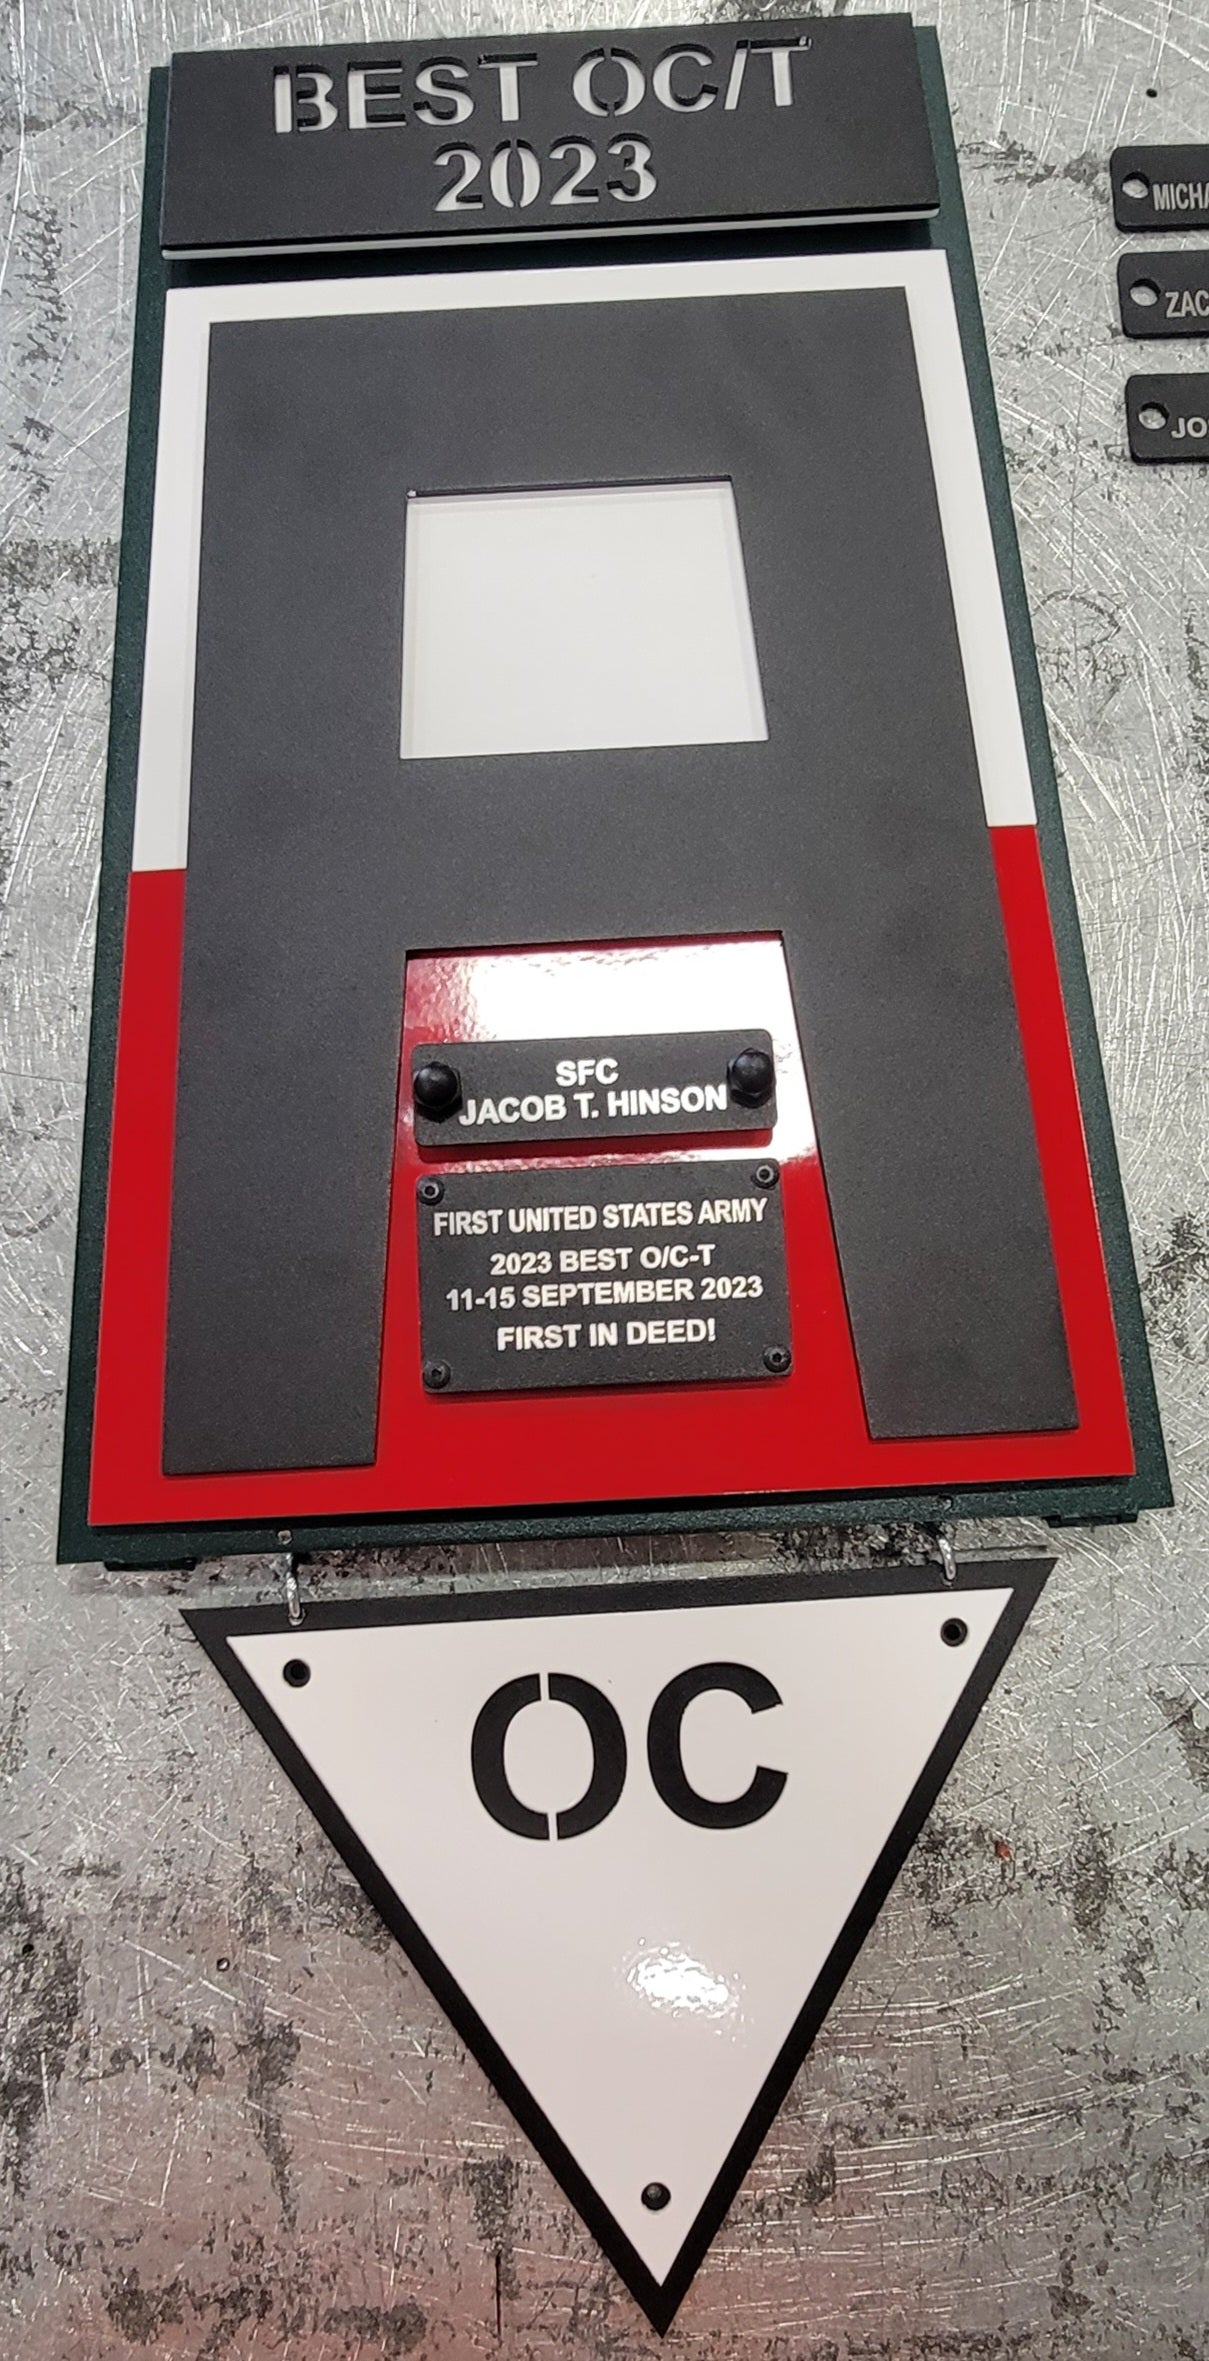 BEST OC/T
2023
SFC
JACOB T. HINSON
FIRST UNITED STATES ARMY
2023 BEST O/C-T
11-15 SEPTEMBER 2023
FIRST IN DEED!
OC
ZAC